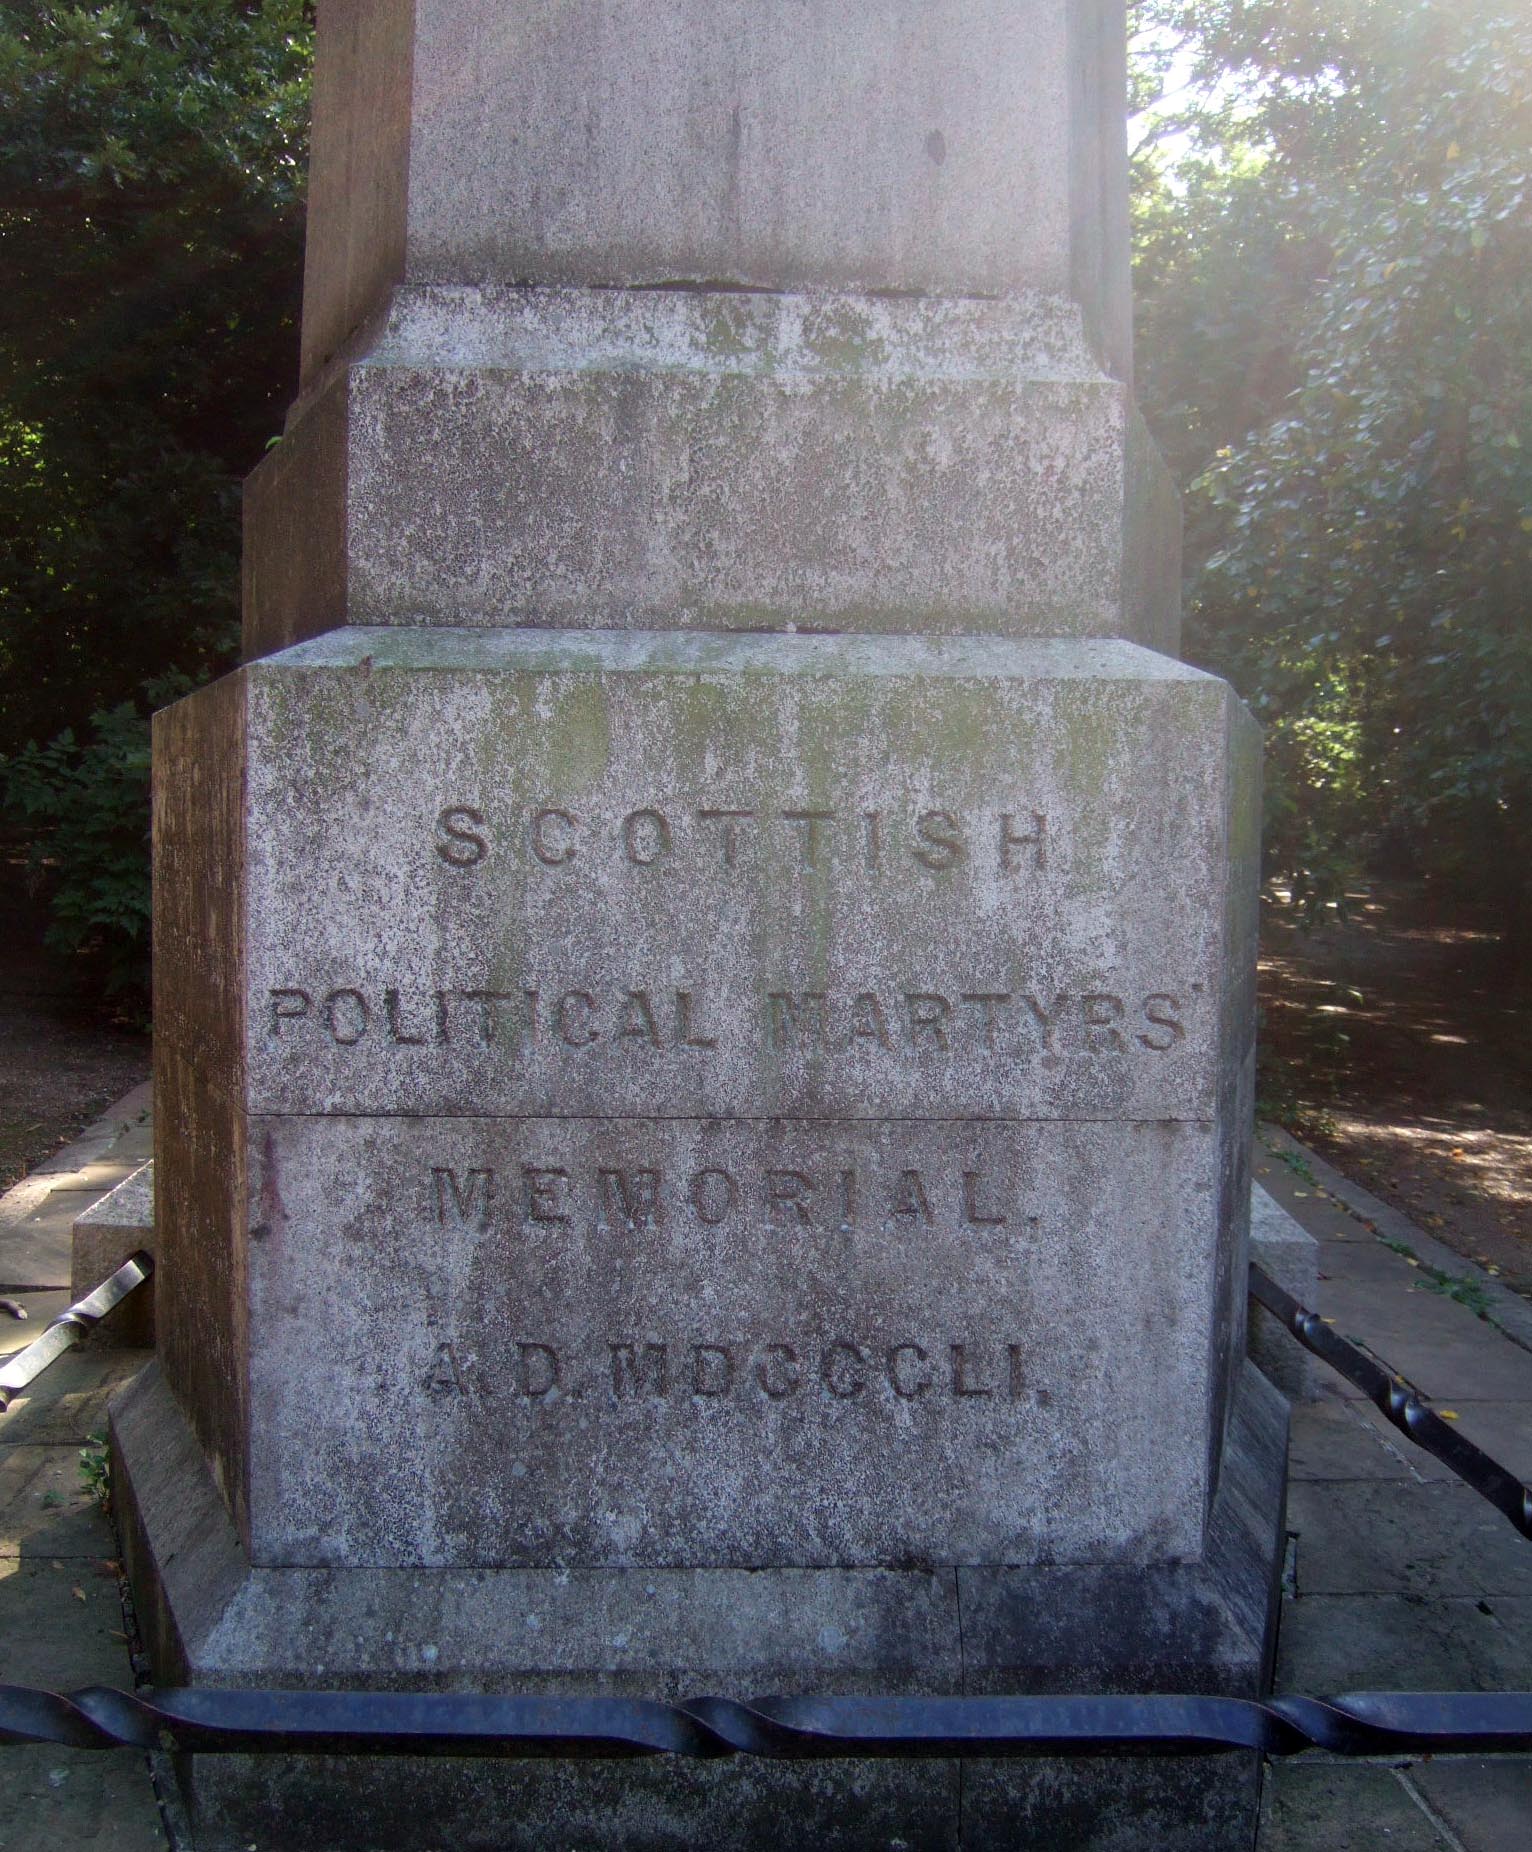 SCOTTISH
POLITICAL MARTYRS'
MEMORIAL.
A.D. MDCCCLI.